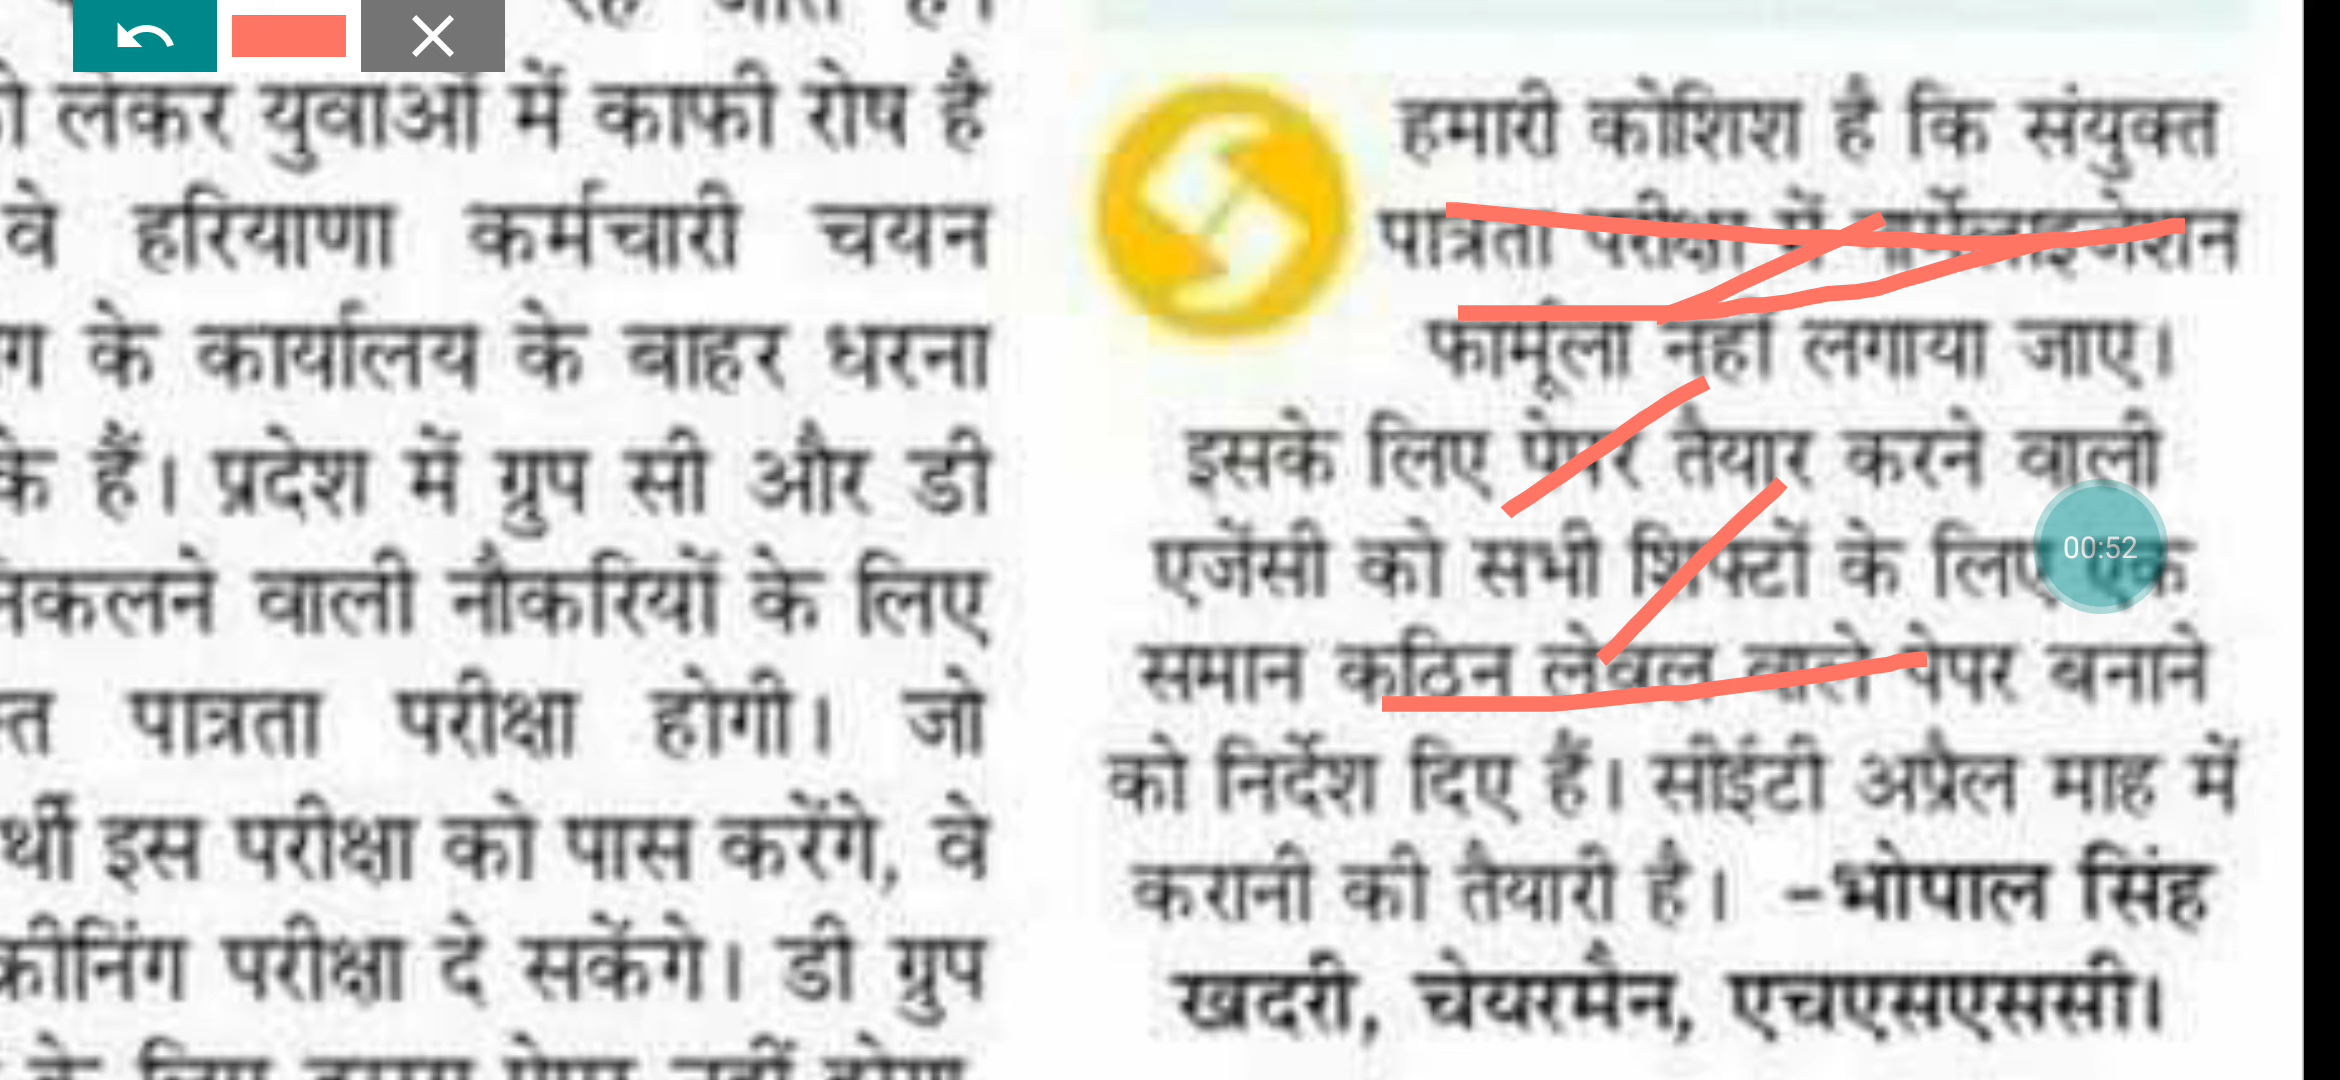 लेकर युवाओं में काफी रोष है
वे हरियाणा कर्मचारी चयन
के कार्यालय के बाहर धरना
हैं। प्रदेश में ग्रुप सी और डी
वाली नौकरियों के लिए
पात्रता परीक्षा होगी। जो
इस परीक्षा को पास करेंगे, वे
परीक्षा दे सकेंगे। डी ग्रुप
हमारी कोशिश है कि संयुक्त
पात्रता परीक्षा में नार्मेलाइजेशन
फार्मूला नहीं लगाया जाए।
इसके लिए पेपर तैयार करने वाली
एजेंसी को सभी शिफ्टों के लिए एक
समान कठिन लेवल वाले पेपर बनाने
को निर्देश दिए हैं। सीईटी अप्रैल माह में
करानी की तैयारी है। -भोपाल सिंह
खदरी, चेयरमैन, एचएसएससी।
00:52